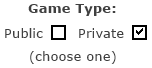 Game Type:
Public Private
(choose one)